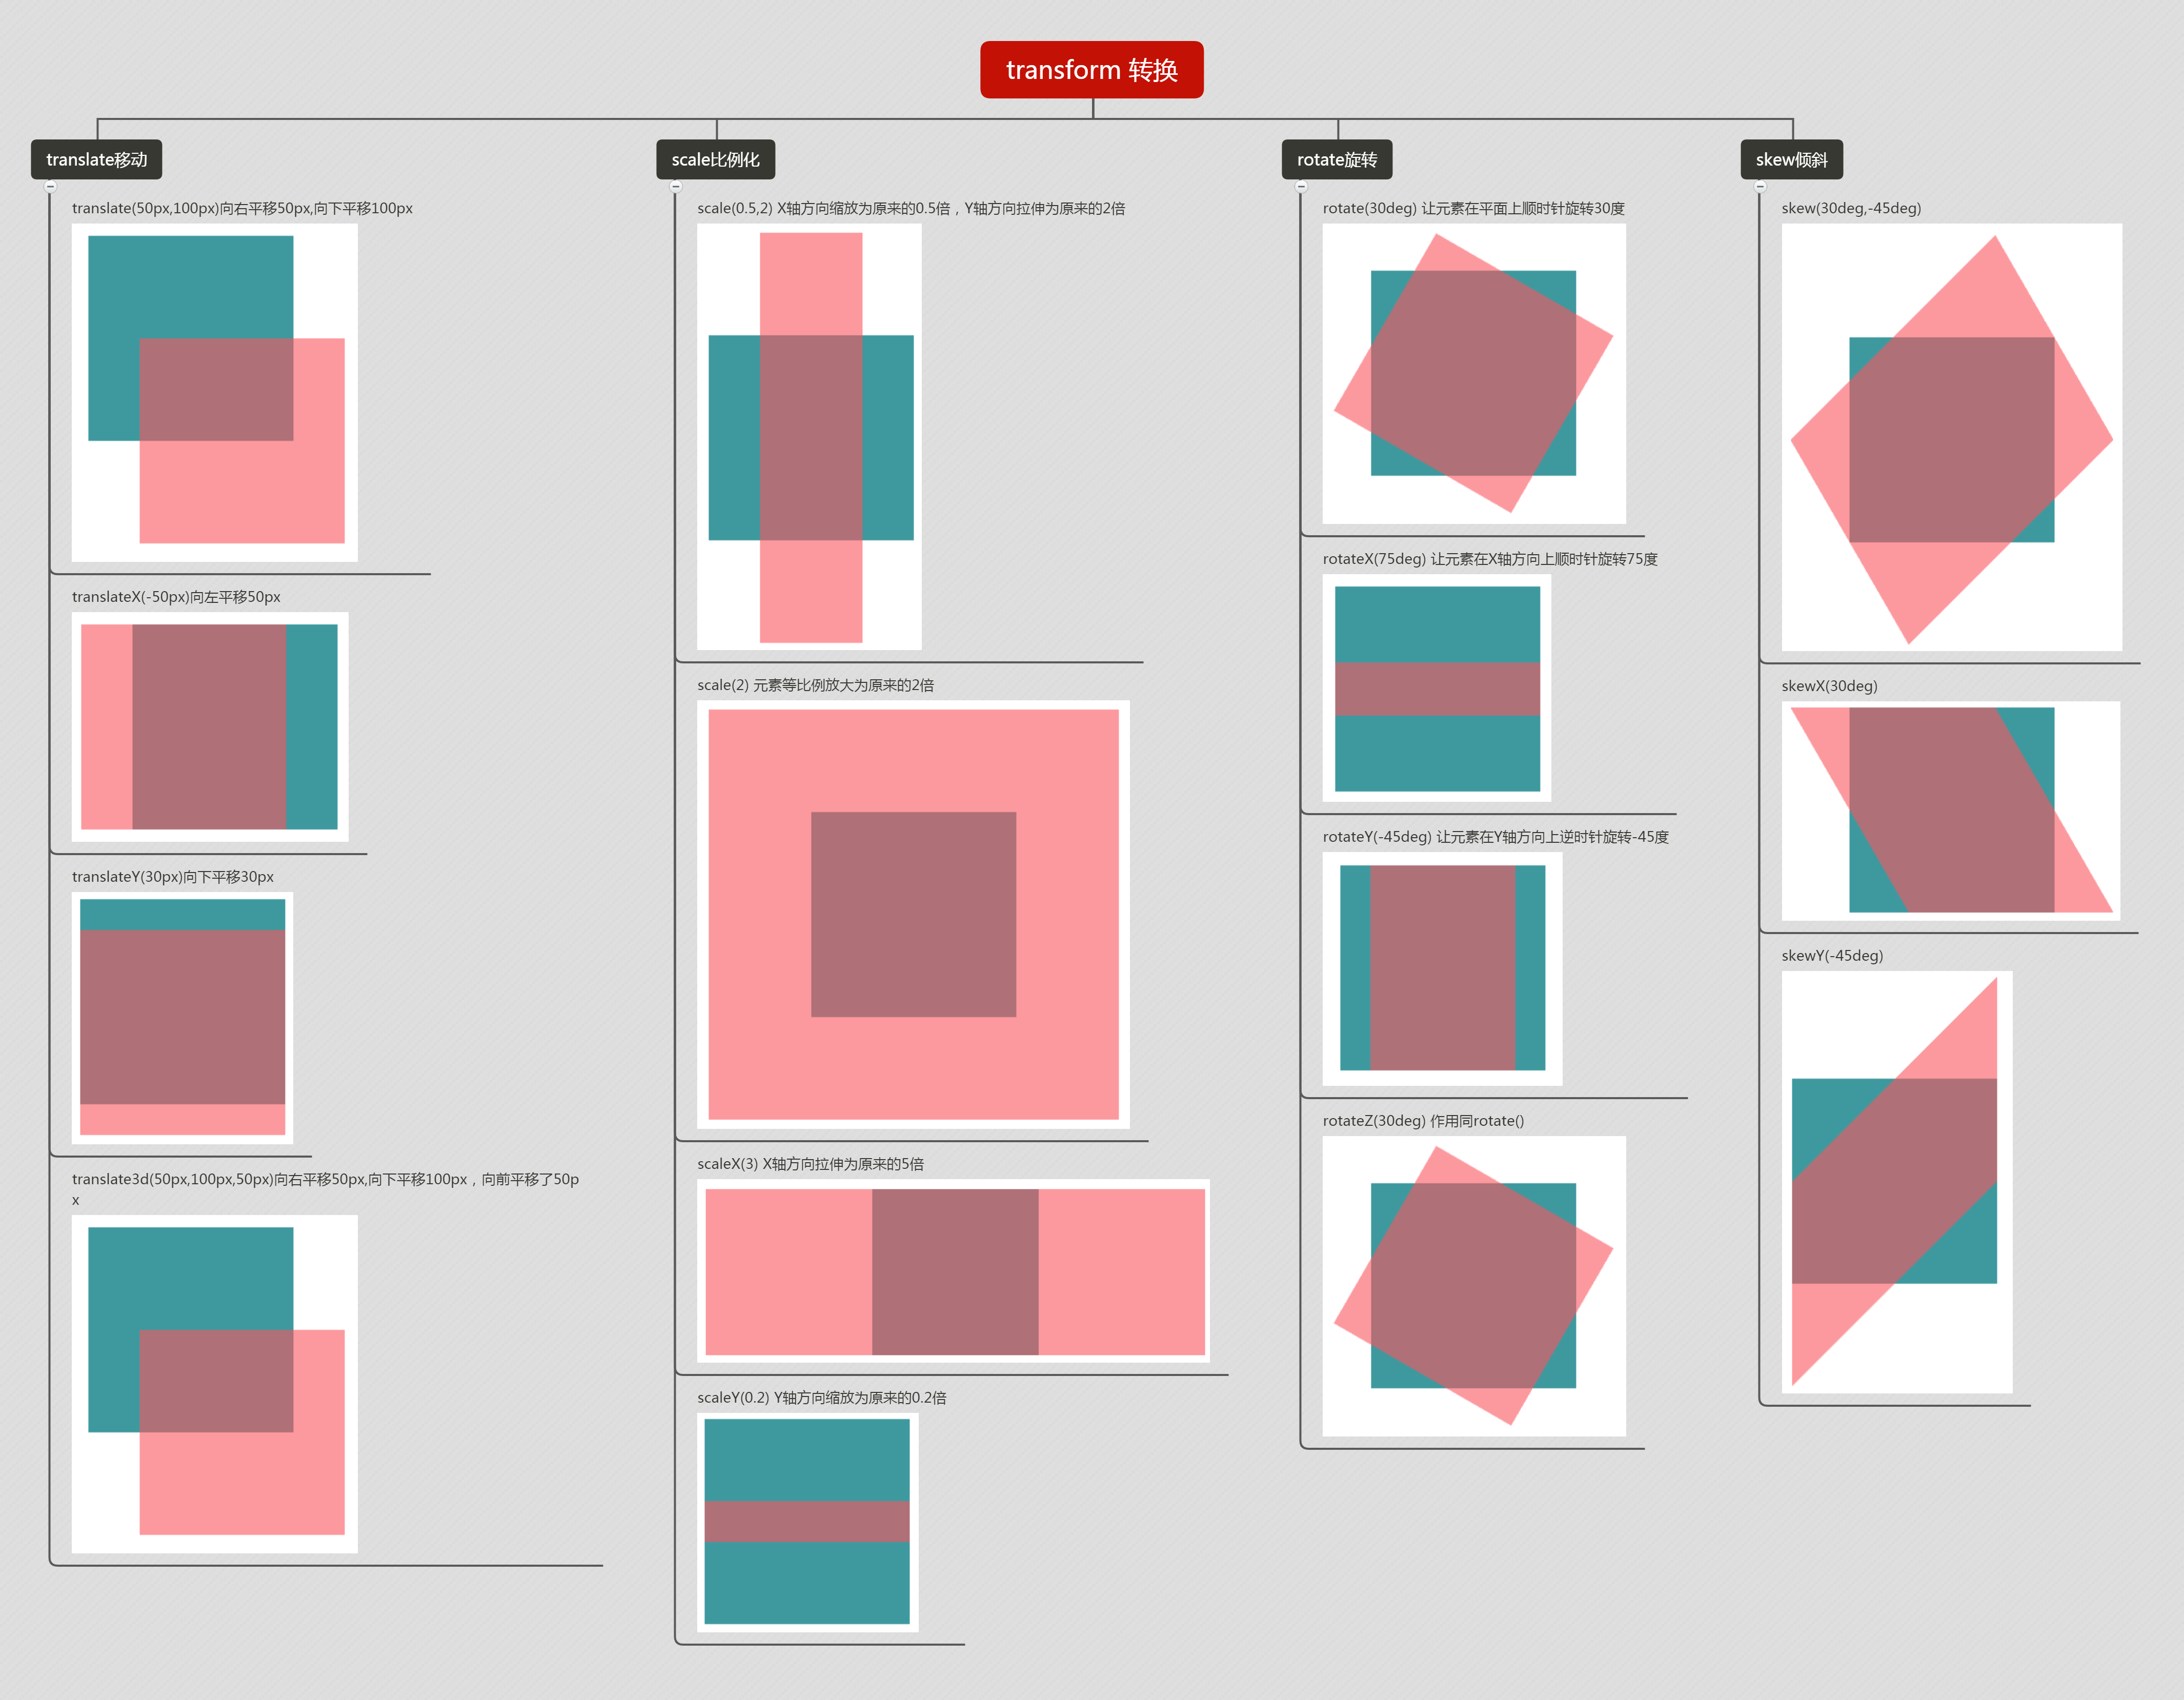 transform 转换
translate移动
translate(50px,100px)向右平移50px,向下平移100px
translateX(-50px)向左平移50px
translateY(30px)向下平移30px
translate3d(50px,100px,50px)向右平移50px,向下平移100px，向前平移了50p
x
scale比例化
scale(0.5,2) X轴方向缩放为原来的0.5倍，Y轴方向拉伸为原来的2倍
scale(2) 元素等比例放大为原来的2倍
scaleX(3) X轴方向拉伸为原来的5倍
scaleY(0.2) Y轴方向缩放为原来的0.2倍
rotate旋转
rotate(30deg) 让元素在平面上顺时针旋转30度
rotateX(75deg) 让元素在X轴方向上顺时针旋转75度
rotateY(-45deg) 让元素在Y轴方向上逆时针旋转-45度
rotateZ(30deg) 作用同rotate()
skew倾斜
skew(30deg,-45deg)
skewX(30deg)
skewY(-45deg)